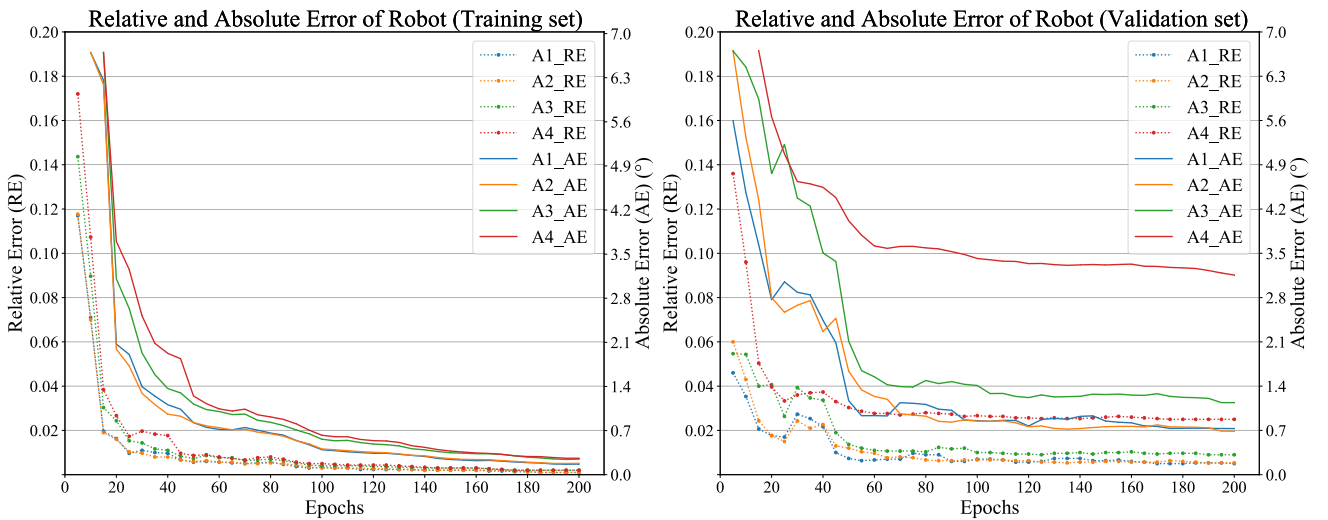 Relative and Absolute Error of Robot (Training set)
0.20
0.18
0.16
0.14
0.12
0.10
0.08
0.06
0.04
0.02
Relative Error (RE)
7.0
6.3
5.6
4.9
4.2
3.5
2.8
2.1
1.4
0.7
0.0
Absolute Error (AE) (°)
A1_RE
A2_RE
A3_RE
A4_RE
A1_AE
A2_AE
A3_AE
A4_AE
0 20 40 60 80 100 120 140 160 180 200
Epochs
Relative and Absolute Error of Robot (Validation set)
0.20
0.18
0.16
0.14
0.12
0.10
0.08
0.06
0.04
0.02
Relative Error (RE)
7.0
6.3
5.6
4.9
4.2
3.5
2.8
2.1
1.4
0.7
0.0
Absolute Error (AE) (°)
A1_RE
A2_RE
A3_RE
A4_RE
A1_AE
A2_AE
A3_AE
A4_AE
0 20 40 60 80 100 120 140 160 180 200
Epochs